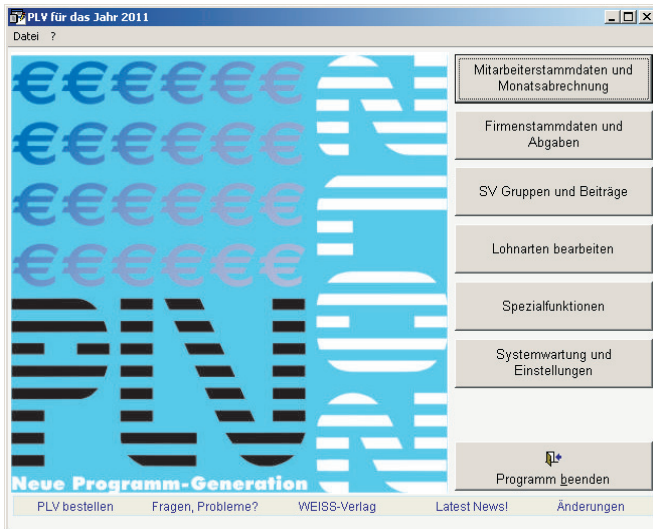 PLV für das Jahr 2011
Datei ?
Mitarbeiterstammdaten und
Monatsabrechnung
Firmenstammdaten und
Abgaben
SV Gruppen und Beiträge
Lohnarten bearbeiten
Spezialfunktionen
Systemwartung und
Einstellungen
€€€€€€
€€€€€€
€€€€€€
€€€€€€
PLV
Neue Programm-Generation
Programm beenden
PLV bestellen Fragen, Probleme? WEISS-Verlag Latest News! Änderungen